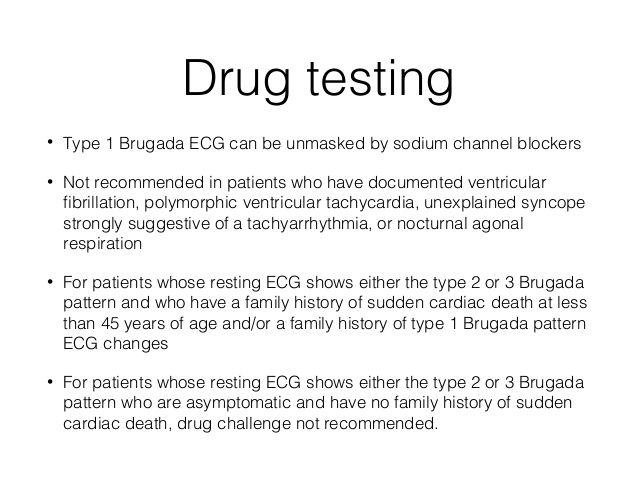 Drug testing
• Type 1 Brugada ECG can be unmasked by sodium channel blockers
• Not recommended in patients who have documented ventricular
fibrillation, polymorphic ventricular tachycardia, unexplained syncope
strongly suggestive of a tachyarrhythmia, or nocturnal agonal
respiration
• For patients whose resting ECG shows either the type 2 or 3 Brugada
pattern and who have a family history of sudden cardiac death at less
than 45 years of age and/or a family history of type 1 Brugada pattern
ECG changes
• For patients whose resting ECG shows either the type 2 or 3 Brugada
pattern who are asymptomatic and have no family history of sudden
cardiac death, drug challenge not recommended.